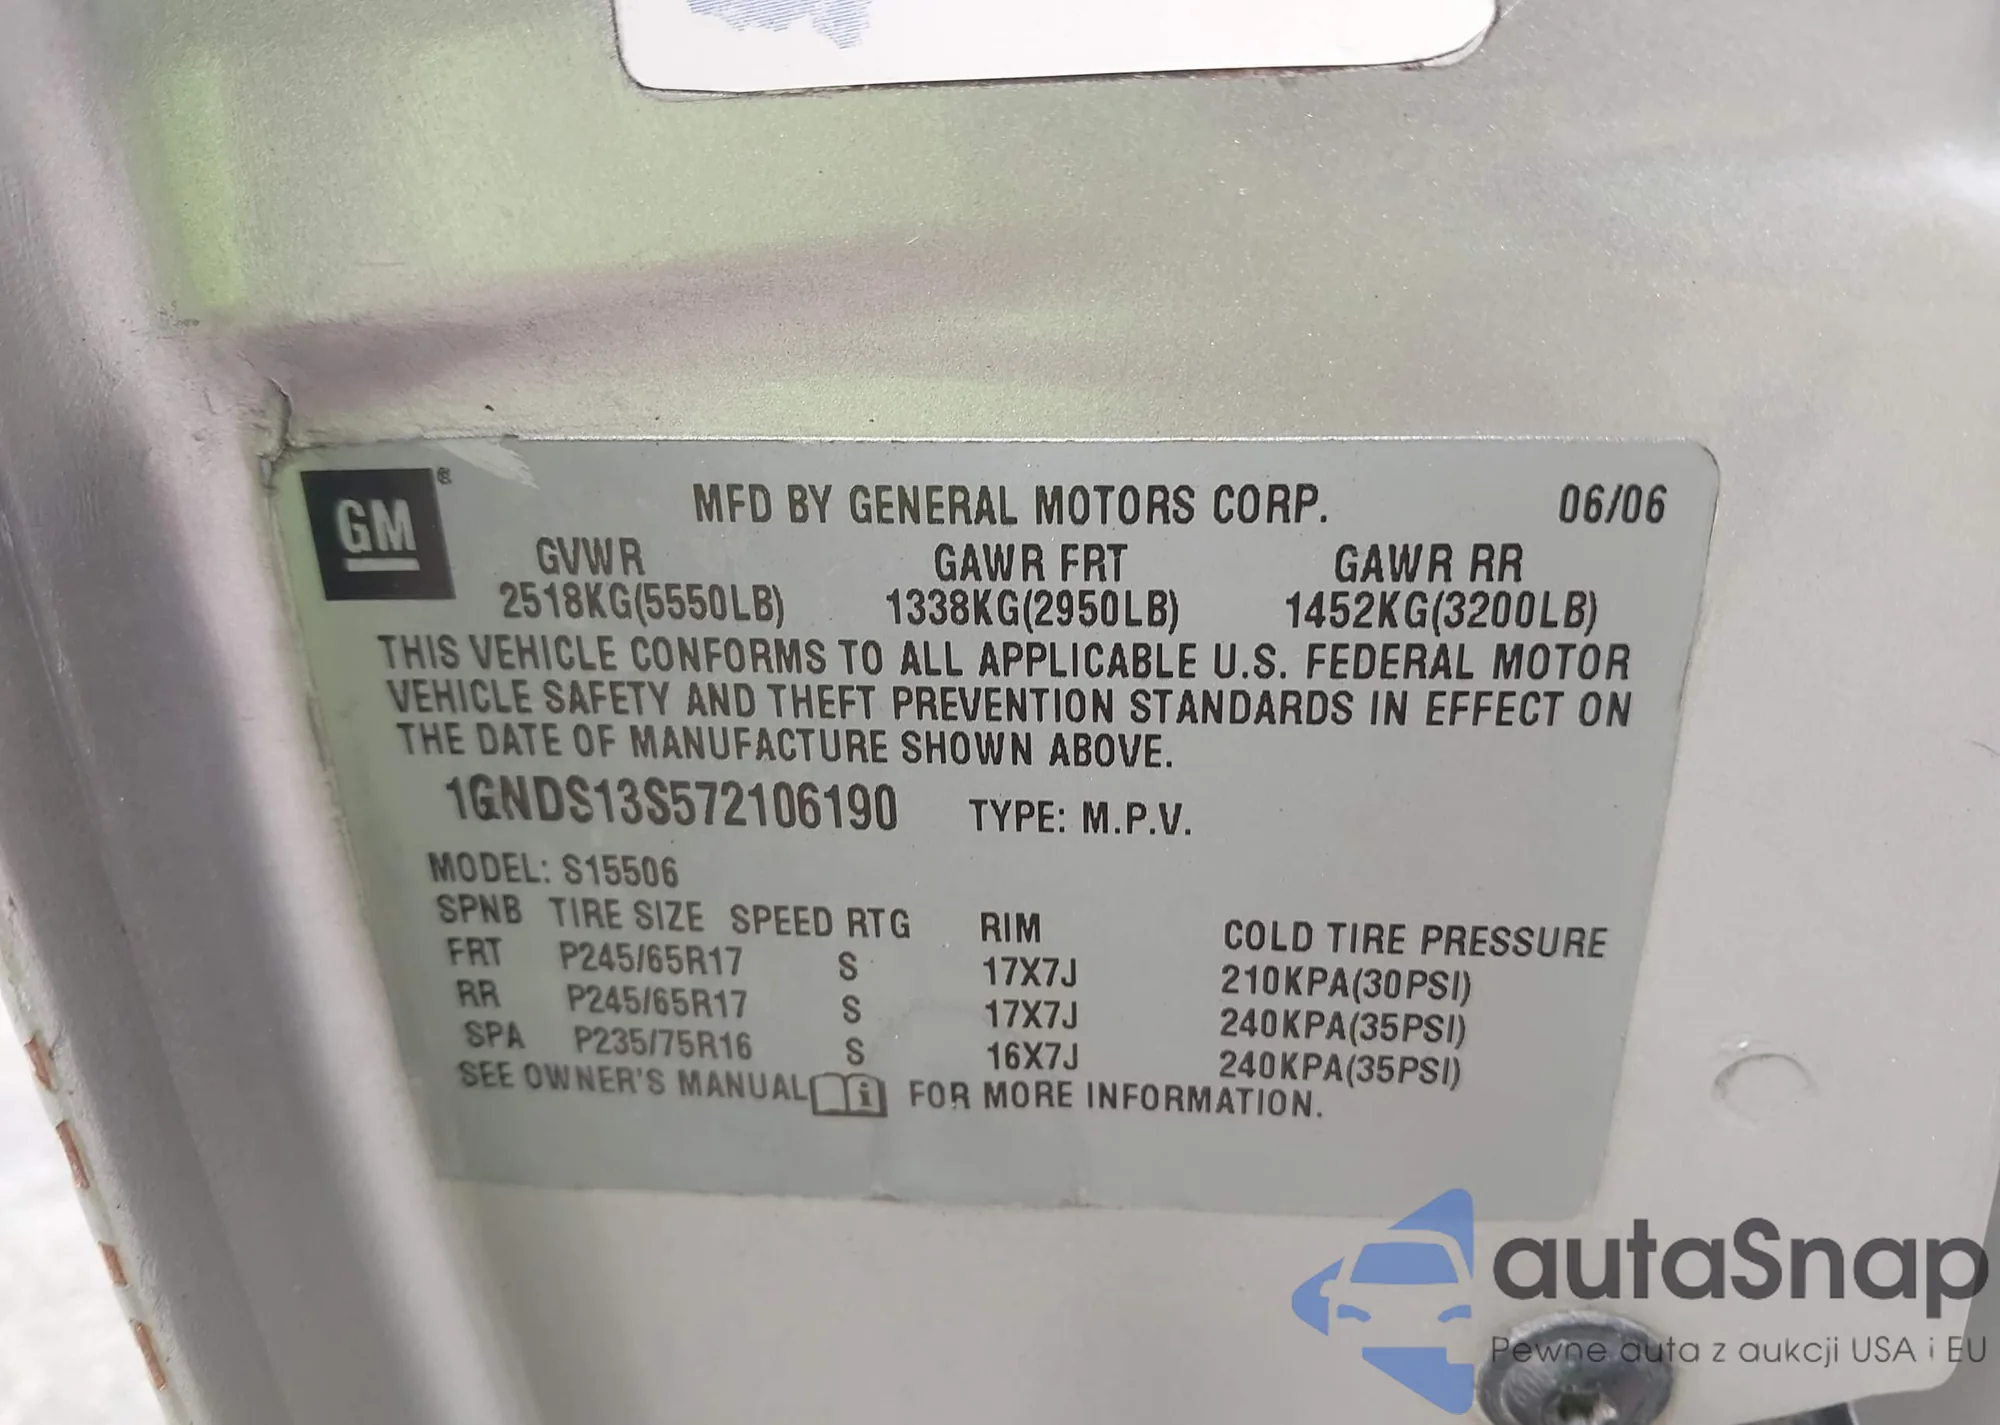 GM®
MFD BY GENERAL MOTORS CORP. 06/06
GVWR GAWR FRT GAWR RR
2518KG(5550LB) 1338KG(2950LB) 1452KG(3200LB)
THIS VEHICLE CONFORMS TO ALL APPLICABLE U.S. FEDERAL MOTOR
VEHICLE SAFETY AND THEFT PREVENTION STANDARDS IN EFFECT ON
THE DATE OF MANUFACTURE SHOWN ABOVE.
1GNDS13S572106190 TYPE: M.P.V.
MODEL: S15506
SPNB TIRE SIZE SPEED RTG RIM COLD TIRE PRESSURE
FRT P245/65R17 S 17X7J 210KPA(30PSI)
RR P245/65R17 S 17X7J 240KPA(35PSI)
SPA P235/75R16 S 16X7J 240KPA(35PSI)
SEE OWNER'S MANUAL i FOR MORE INFORMATION.
autaSnap
Pewne auta z aukcji USA i EU